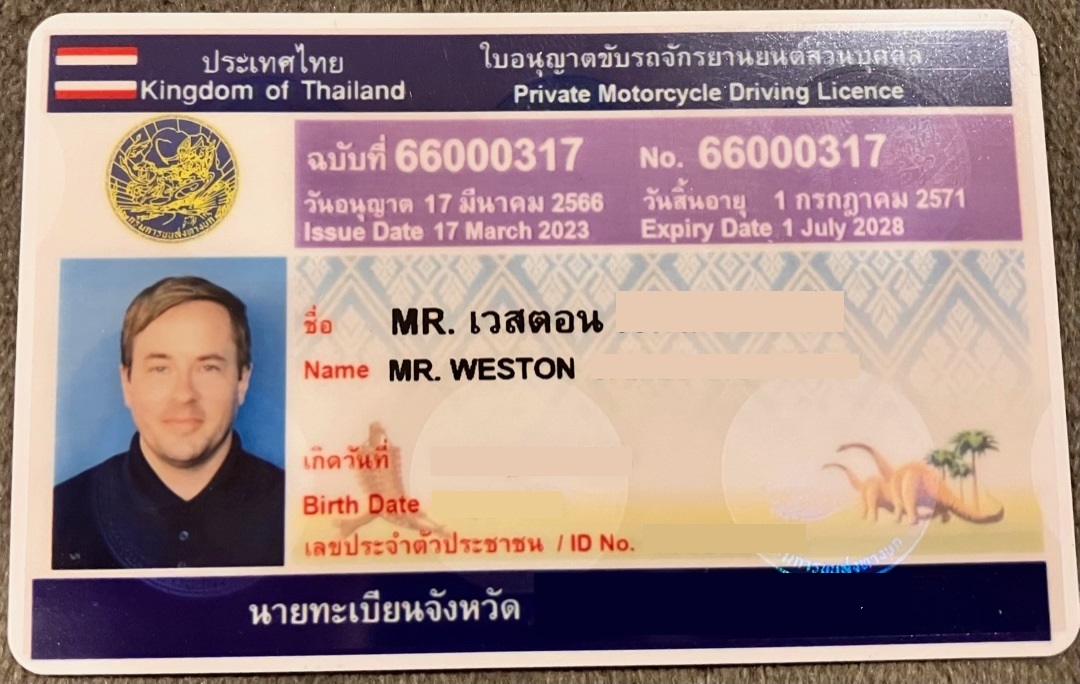 ประเทศไทย
Kingdom of Thailand
ใบอนุญาตขับรถจักรยานยนต์ส่วนบุคคล
Private Motorcycle Driving Licence
ฉบับที่ 66000317
No. 66000317
วันอนุญาต 17 มีนาคม 2566
วันสิ้นอายุ 1 กรกฎาคม 2571
Issue Date 17 March 2023
Expiry Date 1 July 2028
ชื่อ MR. เวสตอน
Name MR. WESTON
เกิดวันที่
Birth Date
เลขประจำตัวประชาชน / ID No.
นายทะเบียนจังหวัด